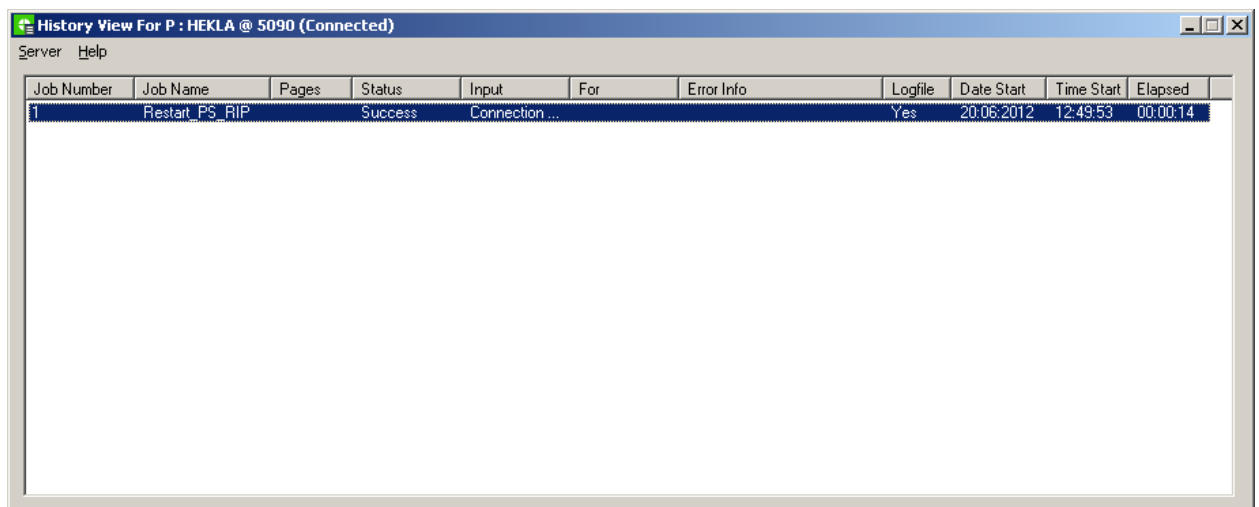 History View For P : HEKLA @ 5090 (Connected)
Server Help
Job Number Job Name Pages Status Input For Error Info Logfile Date Start Time Start Elapsed
1 Restart_PS_RIP Success Connection ... Yes 20:06:2012 12:49:53 00:00:14